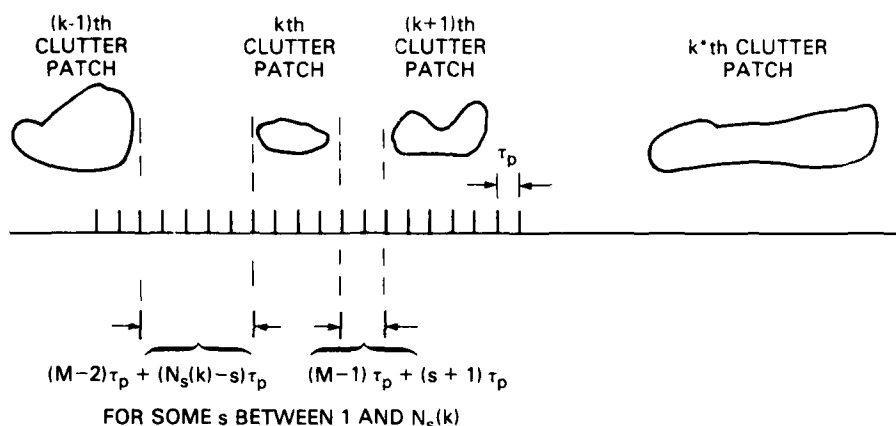 (k-1)th
CLUTTER
PATCH
kth
CLUTTER
PATCH
(k+1)th
CLUTTER
PATCH
k*th CLUTTER
PATCH
τp
(M−2)τp + (Ns(k)−s)τp
(M−1) τp + (s + 1) τp
FOR SOME s BETWEEN 1 AND Ns(k)